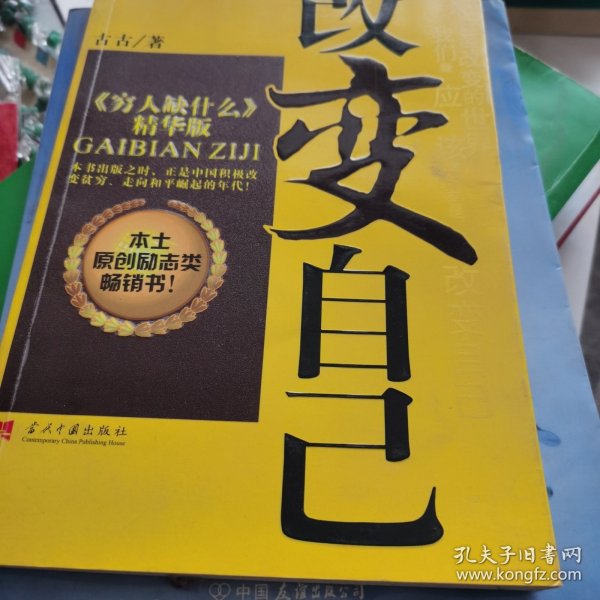 古古/著
改变自己
《穷人缺什么》
精华版
GAIBIAN ZIJI
本书出版之时，正是中国积极改
变贫穷、走向和平崛起的年代！
本土
原创励志类
畅销书！
当代中国出版社
Contemporary China Publishing House
中国友谊出版公司
孔夫子旧书网
www.kongfz.com